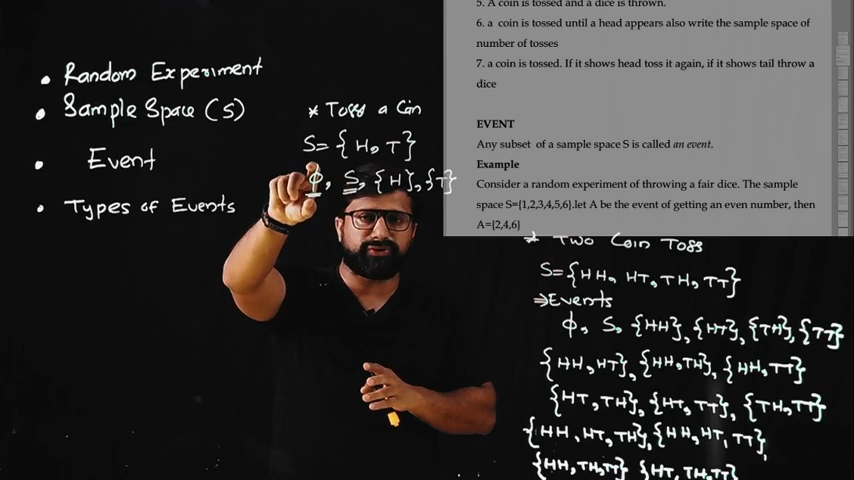 • Random Experiment
• Sample Space (S)
• Event
• Types of Events
* Toss a Coin
S= {H, T}
ϕ, S, {H}, {T}
5. A coin is tossed and a dice is thrown.
6. a coin is tossed until a head appears also write the sample space of
number of tosses
7. a coin is tossed. If it shows head toss it again, if it shows tail throw a
dice
EVENT
Any subset of a sample space S is called an event.
Example
Consider a random experiment of throwing a fair dice. The sample
space S={1,2,3,4,5,6}.let A be the event of getting an even number, then
A={2,4,6}
* Two Coin Toss
S= {HH, HT, TH, TT}
⇒Events
ϕ, S, {HH}, {HT}, {TH}, {TT}
{HH, HT}, {HH, TH}, {HH, TT}
{HT, TH}, {HT, TT}, {TH, TT}
{HH, HT, TH}, {HH, HT, TT},
{HH, TH, TT} {HT, TH, TT}